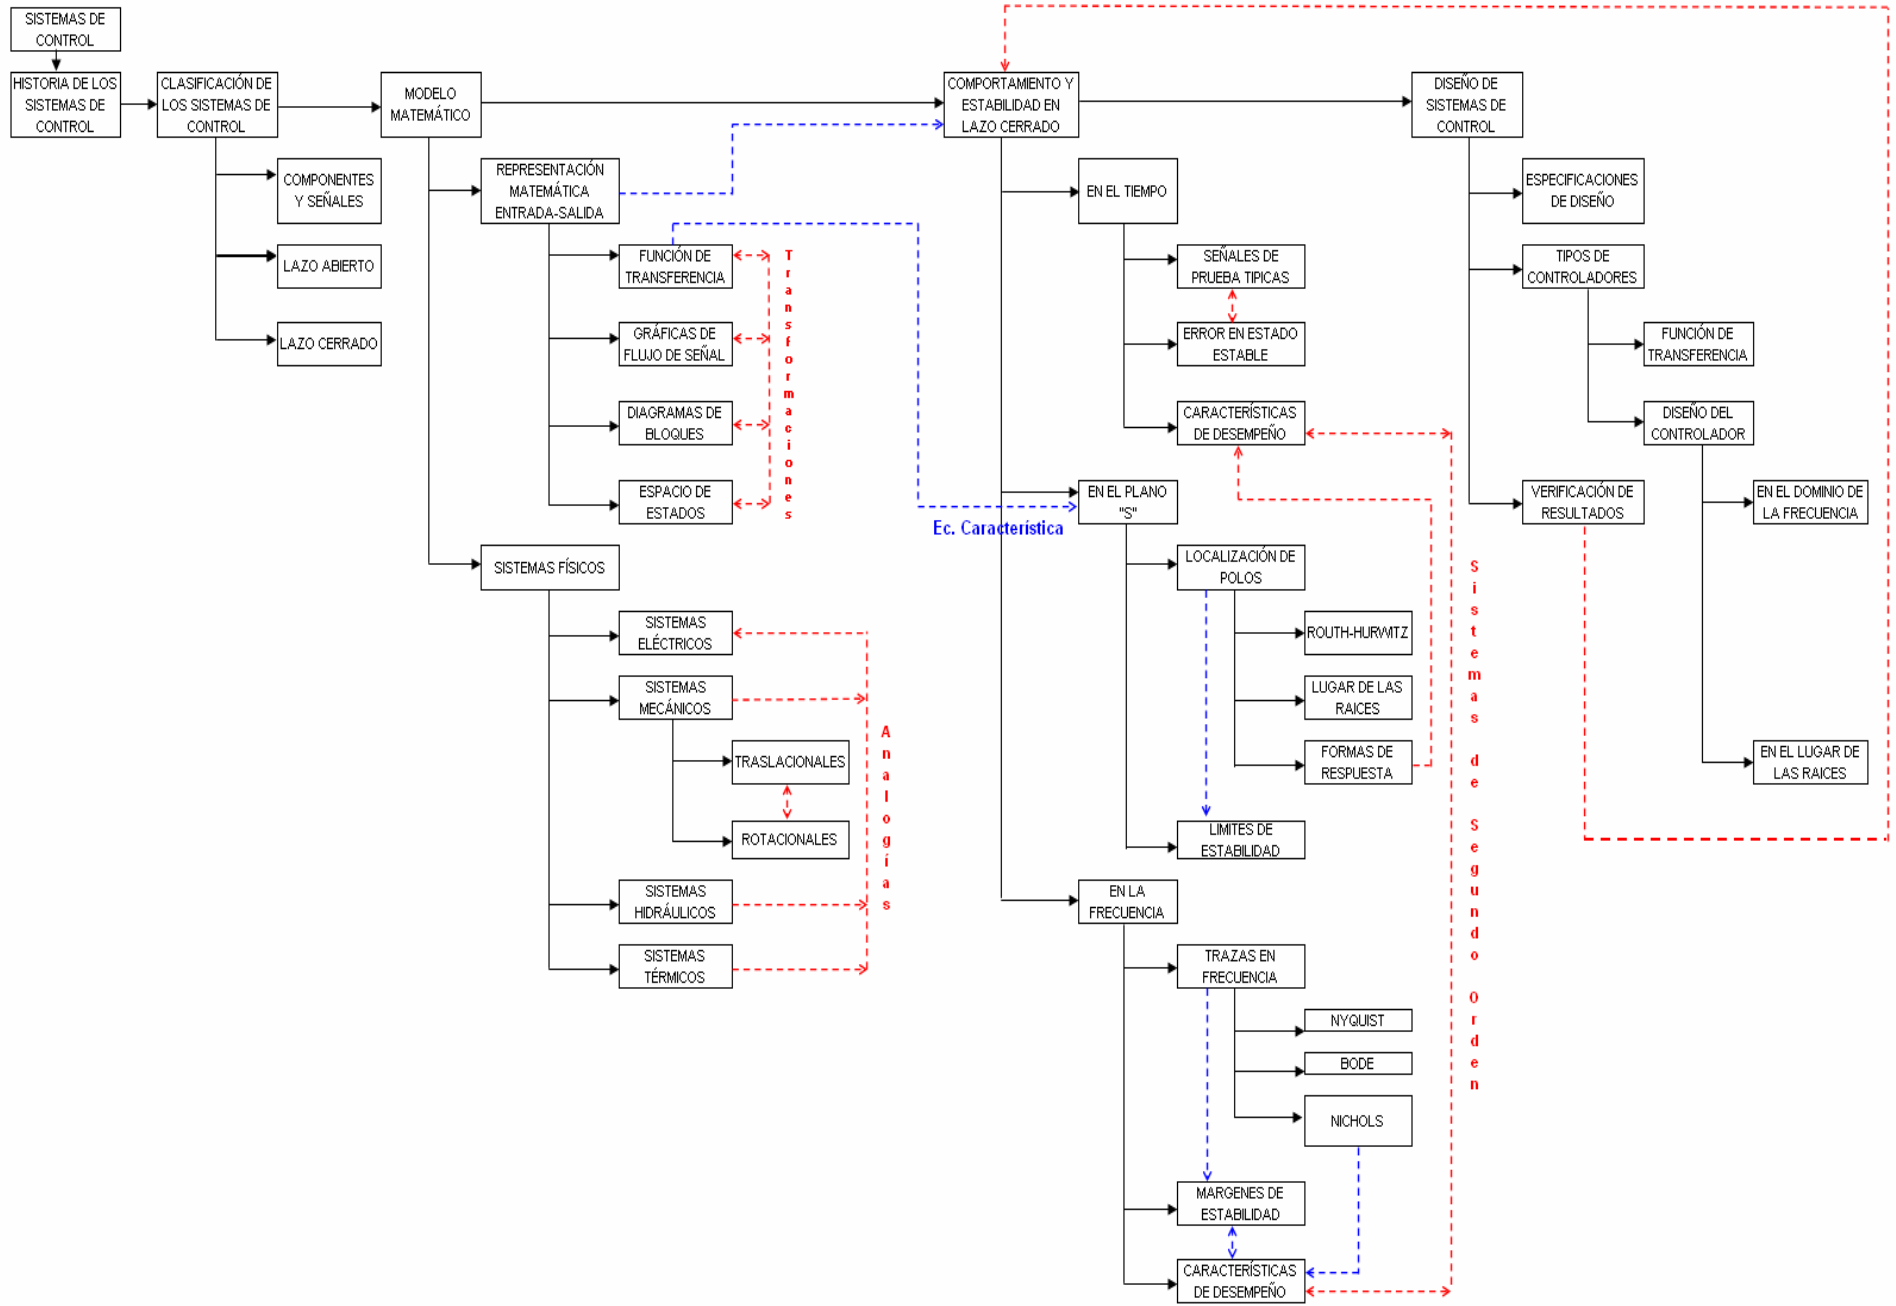 SISTEMAS DE
CONTROL
HISTORIA DE LOS
SISTEMAS DE
CONTROL
CLASIFICACIÓN DE
LOS SISTEMAS DE
CONTROL
COMPONENTES
Y SEÑALES
LAZO ABIERTO
LAZO CERRADO
MODELO
MATEMÁTICO
REPRESENTACIÓN
MATEMÁTICA
ENTRADA-SALIDA
FUNCIÓN DE
TRANSFERENCIA
GRÁFICAS DE
FLUJO DE SEÑAL
DIAGRAMAS DE
BLOQUES
ESPACIO DE
ESTADOS
Transformaciones
SISTEMAS FÍSICOS
SISTEMAS
ELÉCTRICOS
SISTEMAS
MECÁNICOS
TRASLACIONALES
ROTACIONALES
SISTEMAS
HIDRÁULICOS
SISTEMAS
TÉRMICOS
Analogías
COMPORTAMIENTO Y
ESTABILIDAD EN
LAZO CERRADO
EN EL TIEMPO
SEÑALES DE
PRUEBA TIPICAS
ERROR EN ESTADO
ESTABLE
CARACTERÍSTICAS
DE DESEMPEÑO
EN EL PLANO
"S"
Ec. Característica
LOCALIZACIÓN DE
POLOS
ROUTH-HURWITZ
LUGAR DE LAS
RAICES
FORMAS DE
RESPUESTA
LIMITES DE
ESTABILIDAD
EN LA
FRECUENCIA
TRAZAS EN
FRECUENCIA
NYQUIST
BODE
NICHOLS
MARGENES DE
ESTABILIDAD
CARACTERÍSTICAS
DE DESEMPEÑO
Sistemas de Segundo Orden
DISEÑO DE
SISTEMAS DE
CONTROL
ESPECIFICACIONES
DE DISEÑO
TIPOS DE
CONTROLADORES
FUNCIÓN DE
TRANSFERENCIA
DISEÑO DEL
CONTROLADOR
EN EL DOMINIO DE
LA FRECUENCIA
EN EL LUGAR DE
LAS RAICES
VERIFICACIÓN DE
RESULTADOS